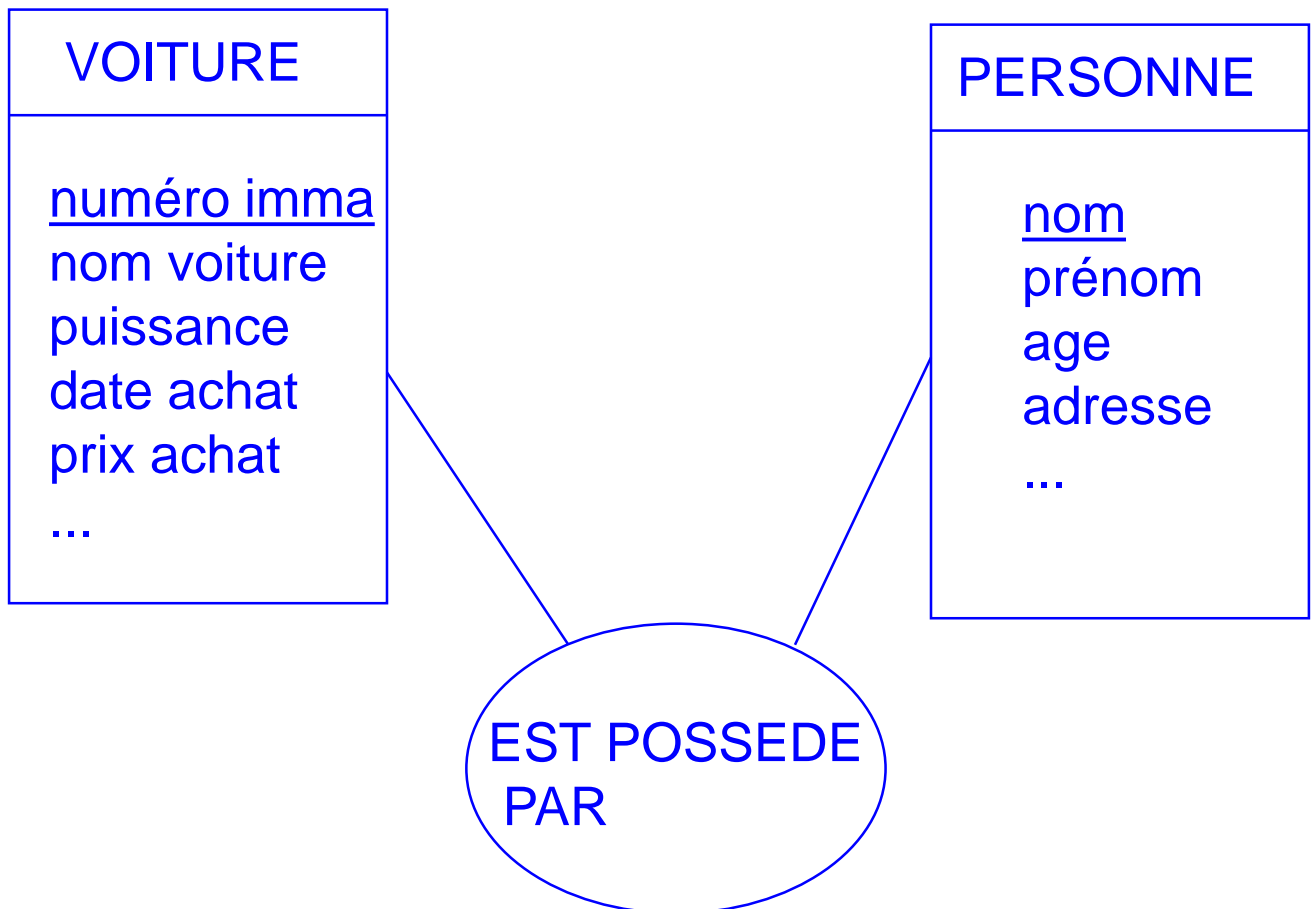 VOITURE
numéro imma
nom voiture
puissance
date achat
prix achat
...
PERSONNE
nom
prénom
age
adresse
...
EST POSSEDE
PAR